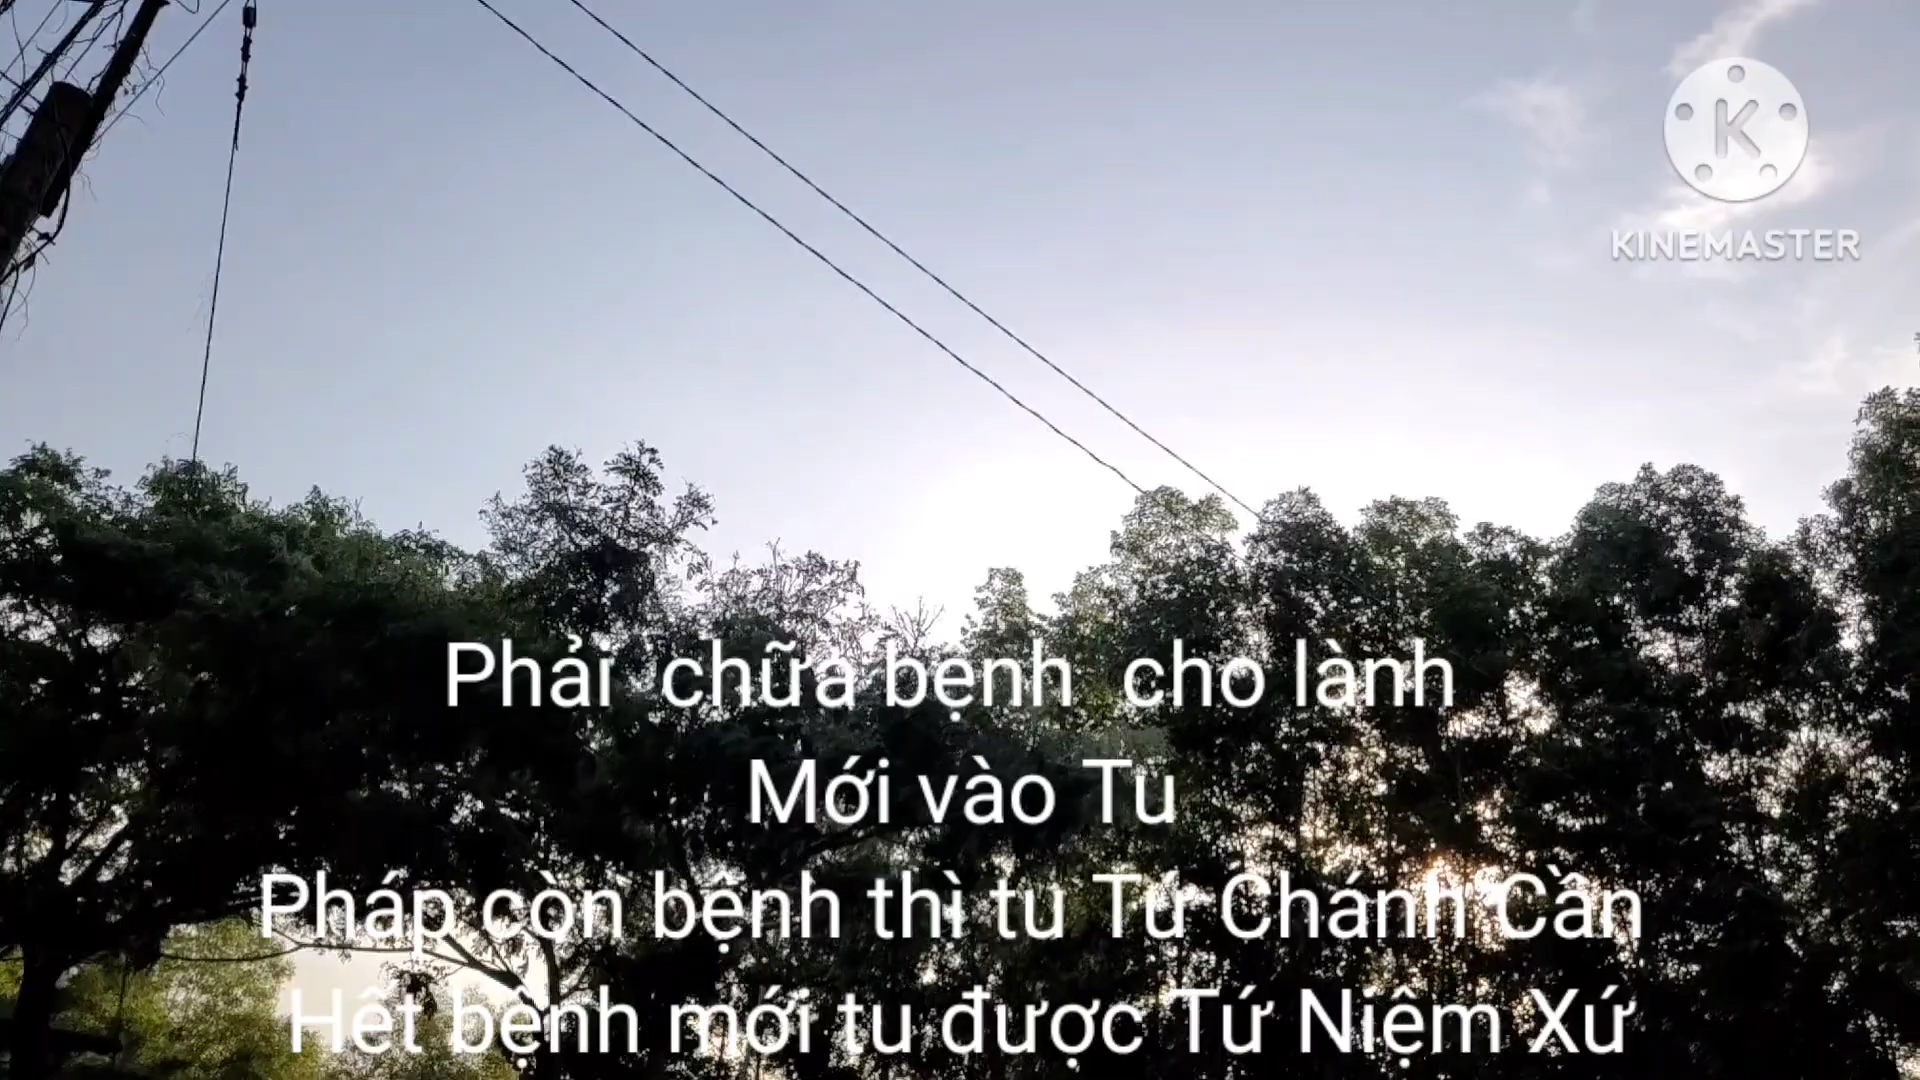 K
KINEMASTER
Phải chữa bệnh cho lành
Mới vào Tu
Pháp còn bệnh thì tu Tứ Chánh Cần
Hết bệnh mới tu được Tứ Niệm Xứ